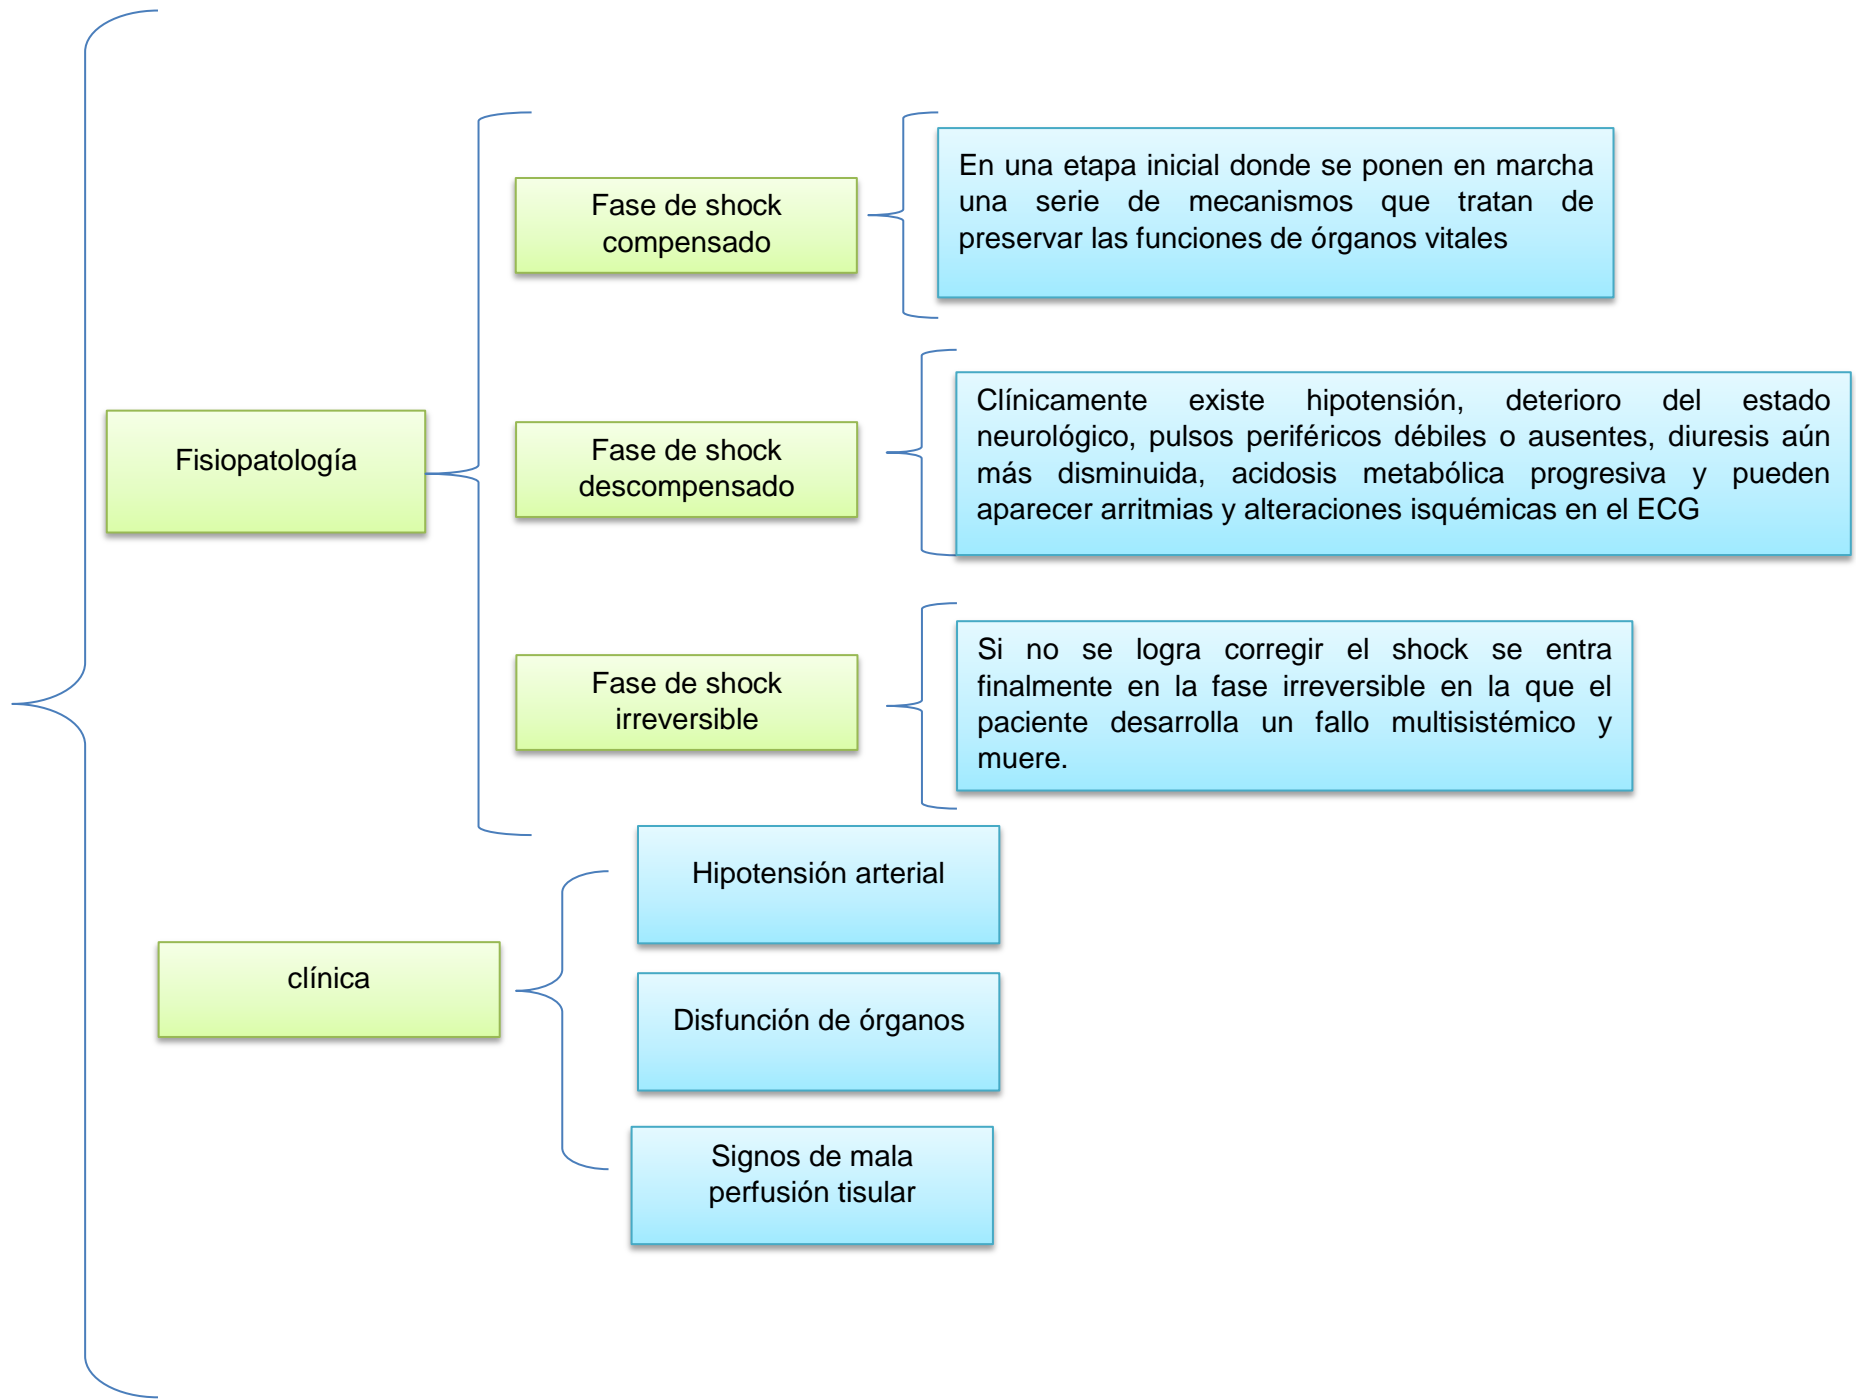 Fisiopatología
Fase de shock
compensado
En una etapa inicial donde se ponen en marcha
una serie de mecanismos que tratan de
preservar las funciones de órganos vitales
Fase de shock
descompensado
Clínicamente existe hipotensión, deterioro del estado
neurológico, pulsos periféricos débiles o ausentes, diuresis aún
más disminuida, acidosis metabólica progresiva y pueden
aparecer arritmias y alteraciones isquémicas en el ECG
Fase de shock
irreversible
Si no se logra corregir el shock se entra
finalmente en la fase irreversible en la que el
paciente desarrolla un fallo multisistémico y
muere.
clínica
Hipotensión arterial
Disfunción de órganos
Signos de mala
perfusión tisular